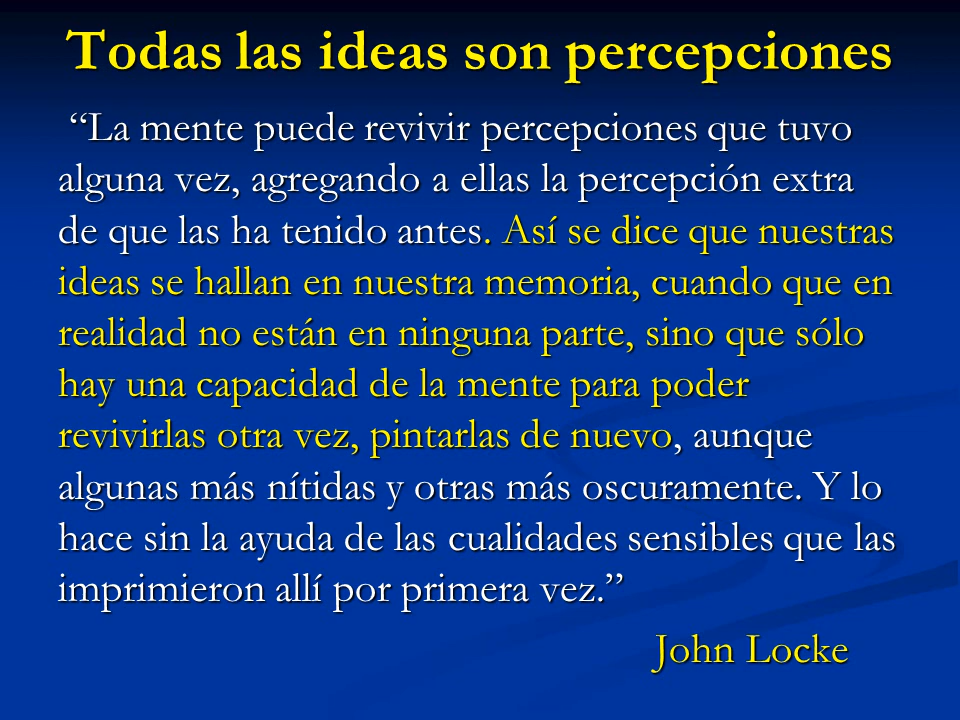 Todas las ideas son percepciones
“La mente puede revivir percepciones que tuvo
alguna vez, agregando a ellas la percepción extra
de que las ha tenido antes. Así se dice que nuestras
ideas se hallan en nuestra memoria, cuando que en
realidad no están en ninguna parte, sino que sólo
hay una capacidad de la mente para poder
revivirlas otra vez, pintarlas de nuevo, aunque
algunas más nítidas y otras más oscuramente. Y lo
hace sin la ayuda de las cualidades sensibles que las
imprimieron allí por primera vez.”
John Locke